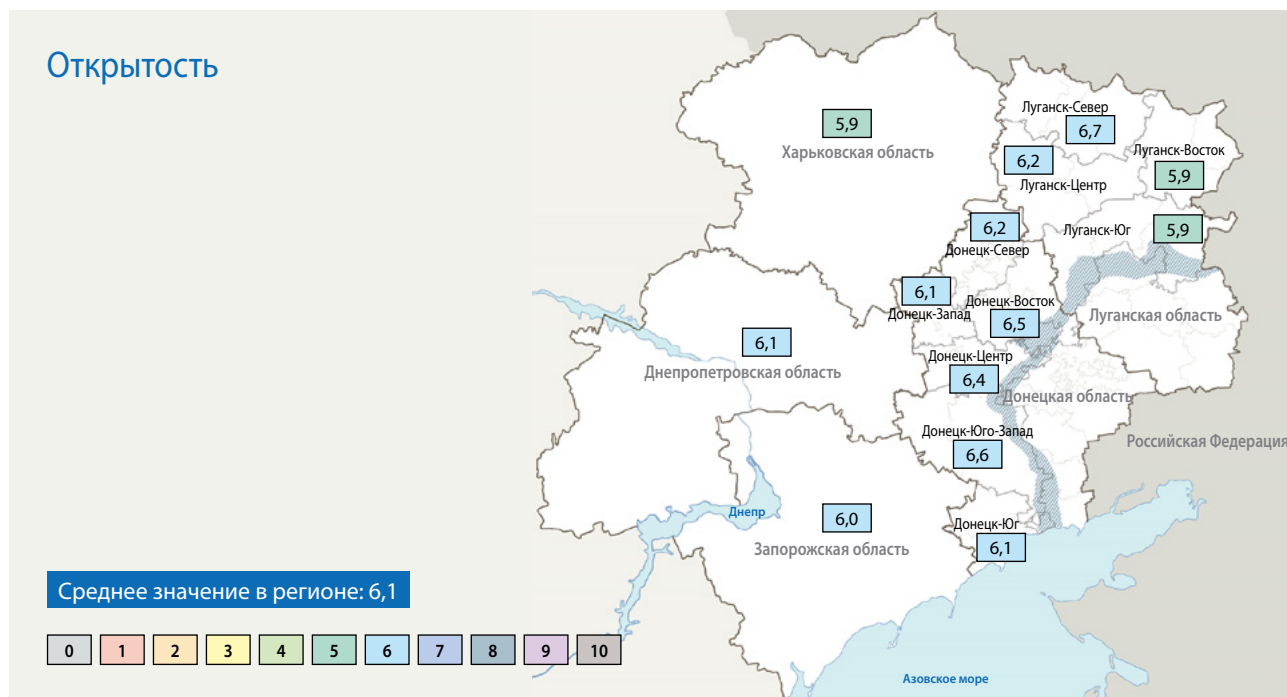 Открытость
Луганск-Север
6,7
5,9
Харьковская область
Луганск-Восток
6,2
5,9
Луганск-Центр
6,2
Донецк-Север
Луганск-Юг
5,9
6,1
Донецк-Запад
Донецк-Восток
6,5
Луганская область
6,1
Днепропетровская область
Донецк-Центр
6,4
Донецкая область
Донецк-Юго-Запад
6,6
Российская Федерация
Днепр
6,0
Запорожская область
Донецк-Юг
6,1
Среднее значение в регионе: 6,1
0 1 2 3 4 5 6 7 8 9 10
Азовское море